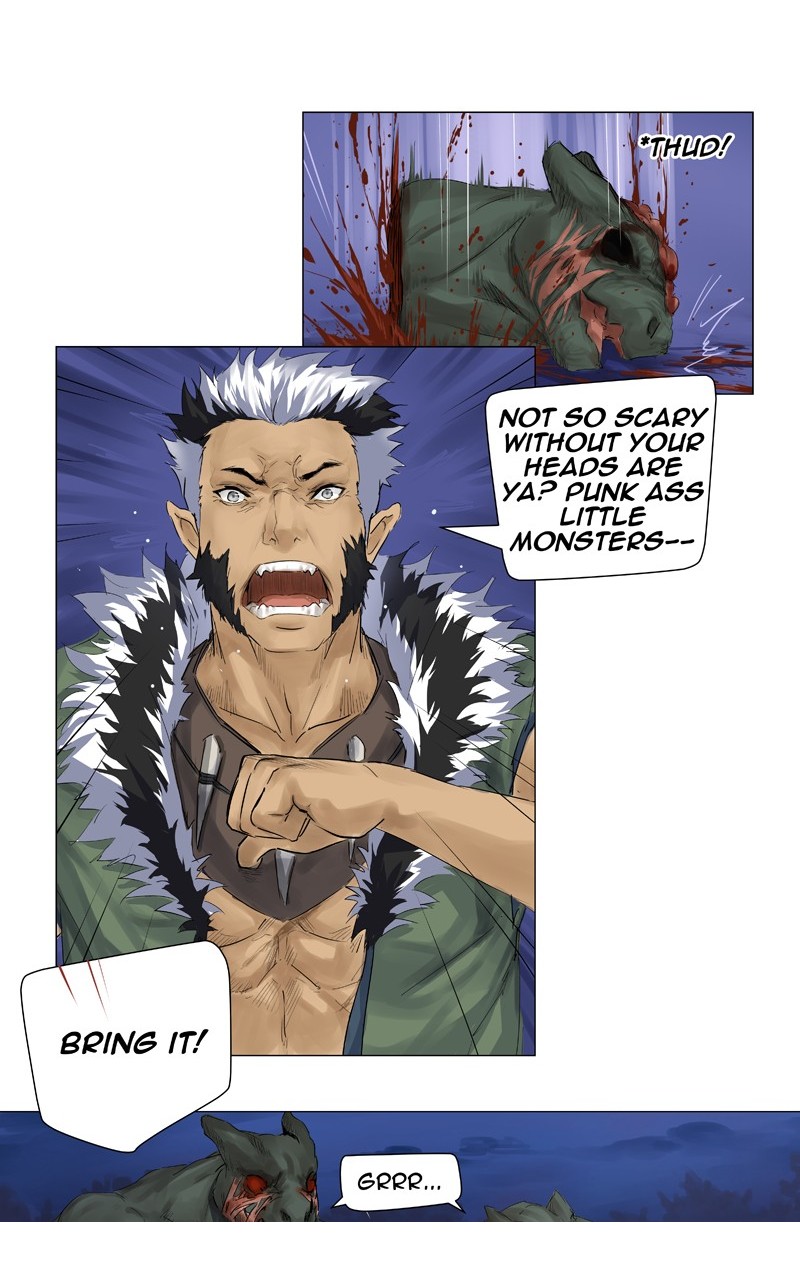 *THUD!
NOT SO SCARY
WITHOUT YOUR
HEADS ARE
YA? PUNK ASS
LITTLE
MONSTERS--
BRING IT!
GRRR...